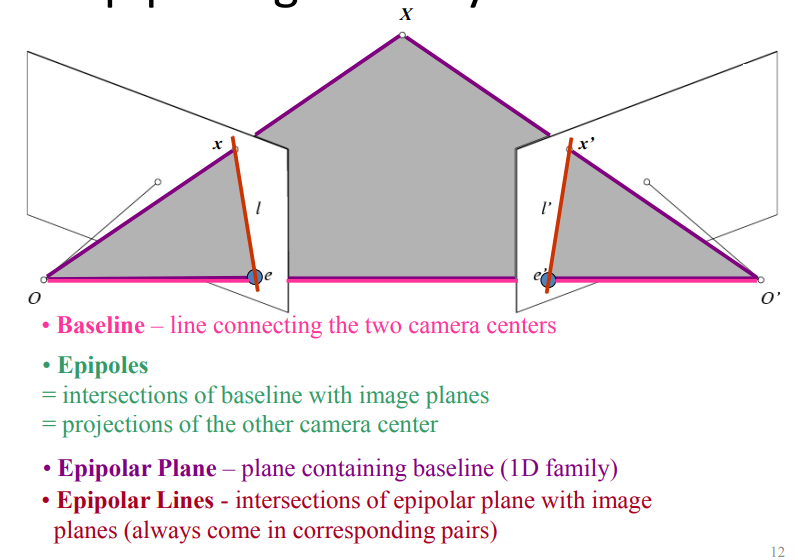 X
x
x'
l
l'
e
e'
O
O'
• Baseline – line connecting the two camera centers
• Epipoles
= intersections of baseline with image planes
= projections of the other camera center
• Epipolar Plane – plane containing baseline (1D family)
• Epipolar Lines - intersections of epipolar plane with image
planes (always come in corresponding pairs)
12